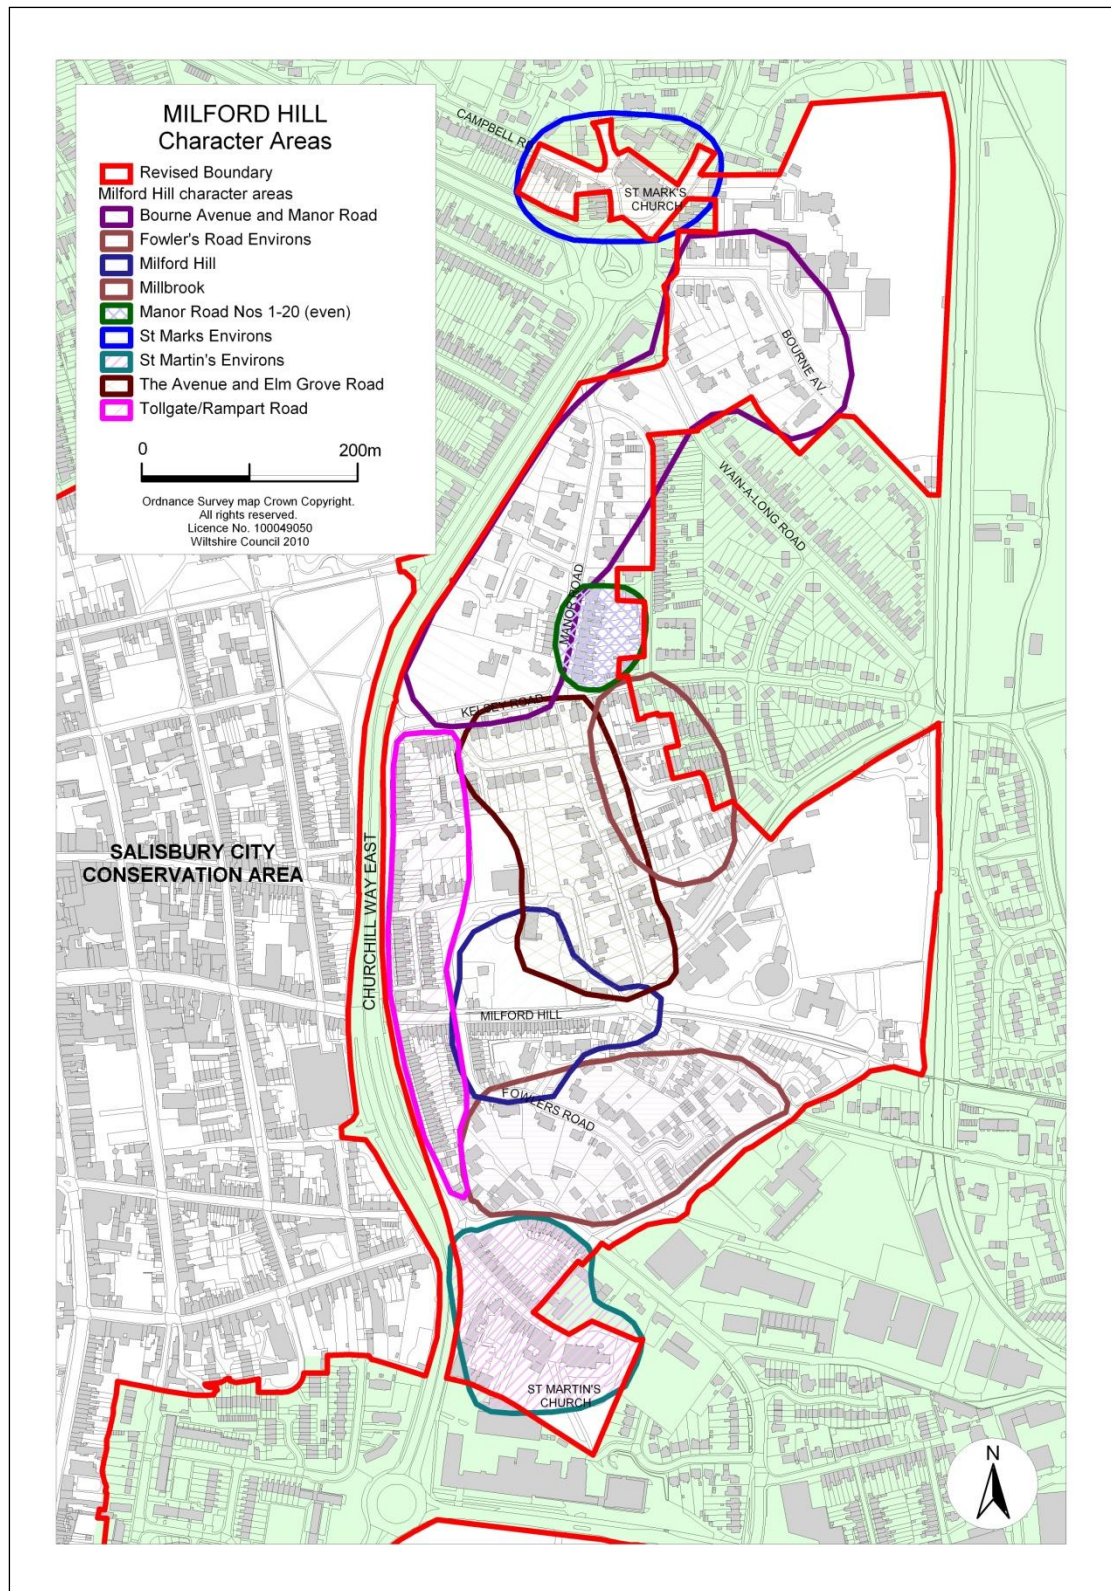 MILFORD HILL
Character Areas
Revised Boundary
Milford Hill character areas
Bourne Avenue and Manor Road
Fowler's Road Environs
Milford Hill
Millbrook
Manor Road Nos 1-20 (even)
St Marks Environs
St Martin's Environs
The Avenue and Elm Grove Road
Tollgate/Rampart Road
0 200m
Ordnance Survey map Crown Copyright.
All rights reserved.
Licence No. 100049050
Wiltshire Council 2010
CAMPBELL RD
ST MARK'S
CHURCH
BOURNE AV
WAIN-A-LONG ROAD
MANOR ROAD
KELSEY ROAD
SALISBURY CITY
CONSERVATION AREA
CHURCHILL WAY EAST
MILFORD HILL
FOWLERS ROAD
ST MARTIN'S
CHURCH
N